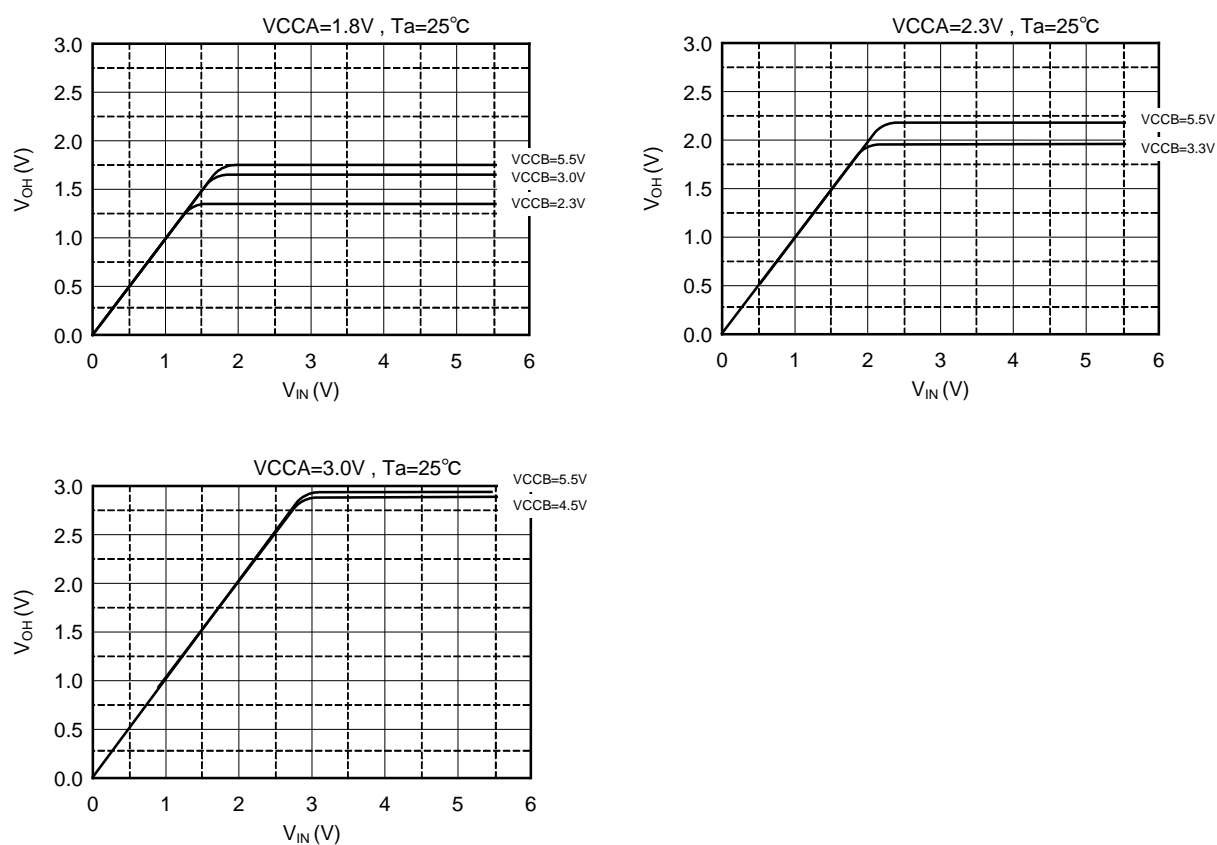 VCCA=1.8V , Ta=25℃
3.0
2.5
2.0
1.5
1.0
0.5
0.0
VOH (V)
VCCB=5.5V
VCCB=3.0V
VCCB=2.3V
0 1 2 3 4 5 6
VIN (V)
VCCA=2.3V , Ta=25℃
3.0
2.5
2.0
1.5
1.0
0.5
0.0
VOH (V)
VCCB=5.5V
VCCB=3.3V
0 1 2 3 4 5 6
VIN (V)
VCCA=3.0V , Ta=25℃
3.0
2.5
2.0
1.5
1.0
0.5
0.0
VOH (V)
VCCB=5.5V
VCCB=4.5V
0 1 2 3 4 5 6
VIN (V)